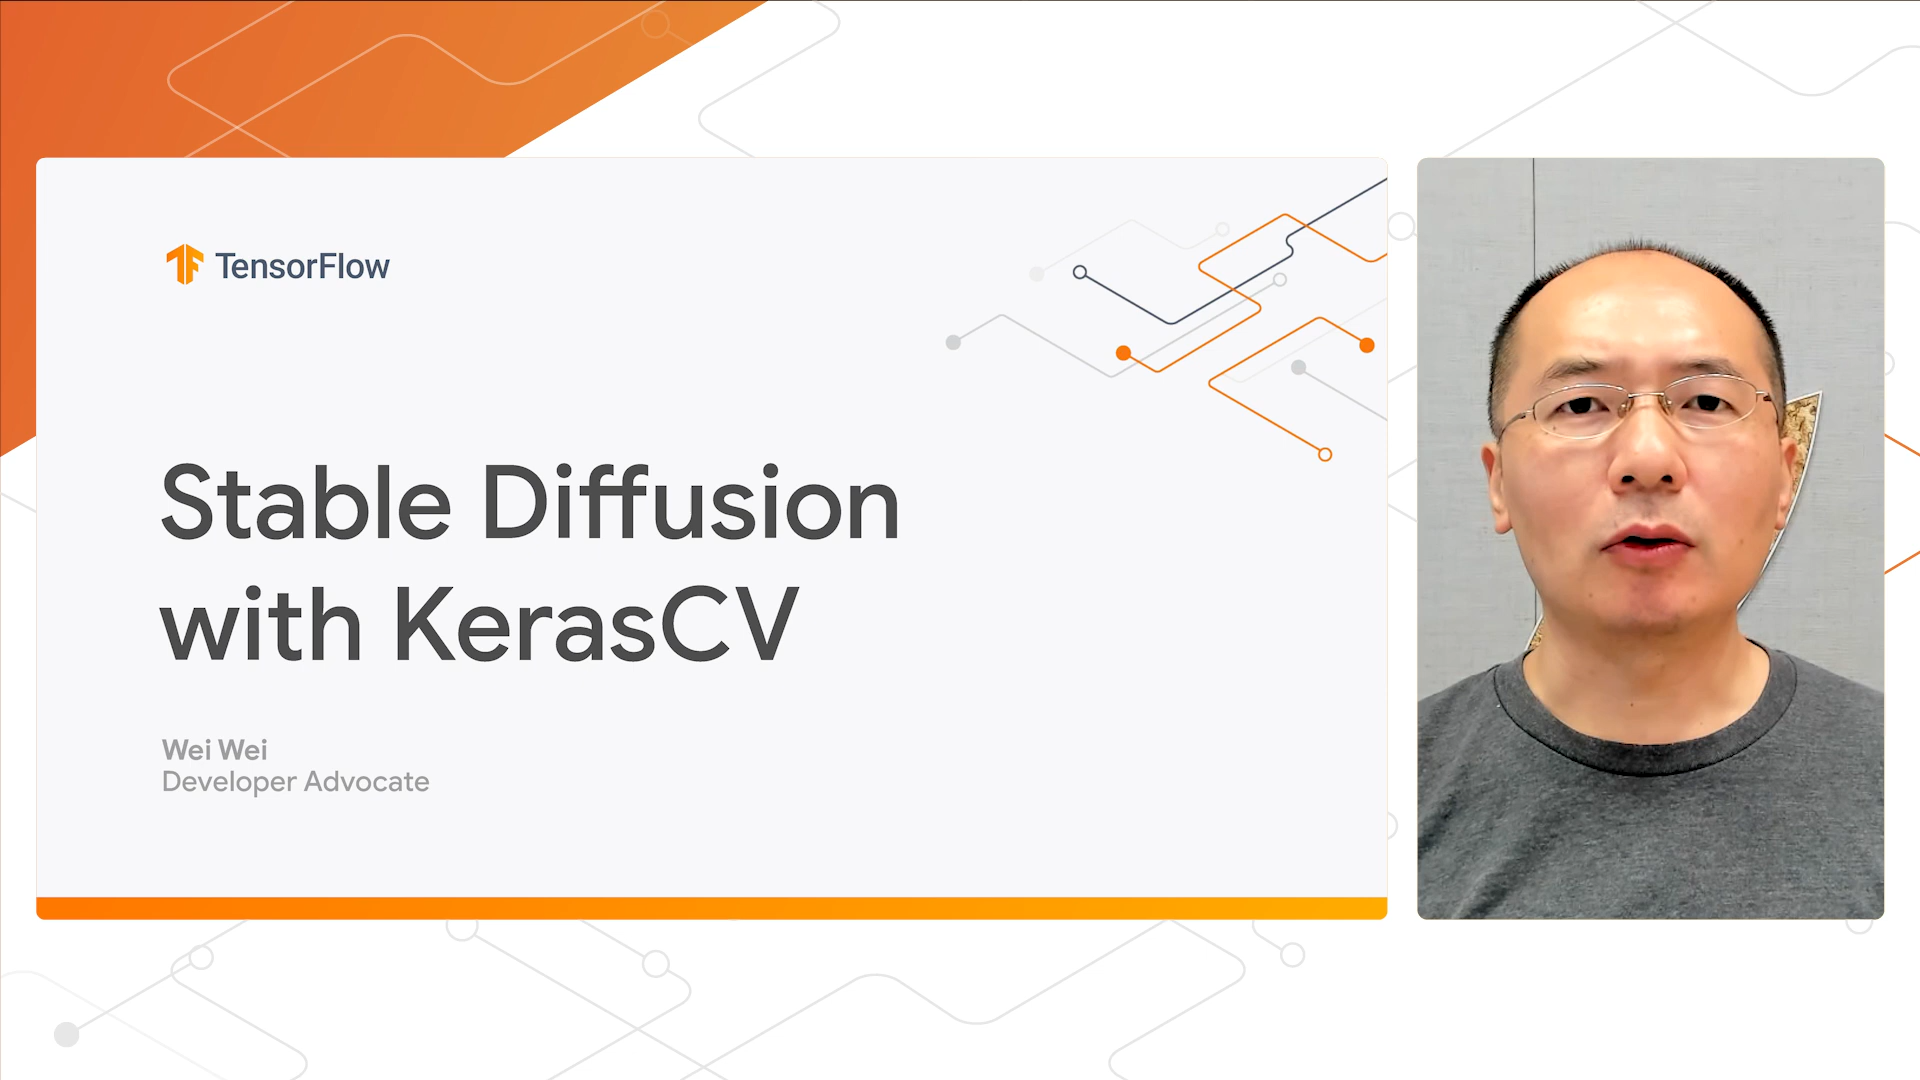 TensorFlow
Stable Diffusion
with KerasCV
Wei Wei
Developer Advocate